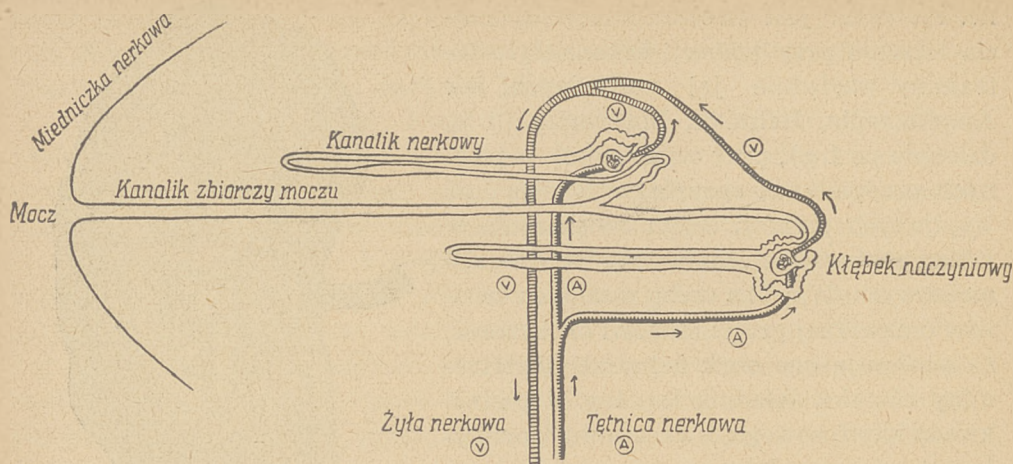 Miedniczka nerkowa
V
Kanalik nerkowy
V
Kanalik zbiorczy moczu
Mocz
Kłębek naczyniowy
V
A
A
Żyła nerkowa
V
Tętnica nerkowa
A